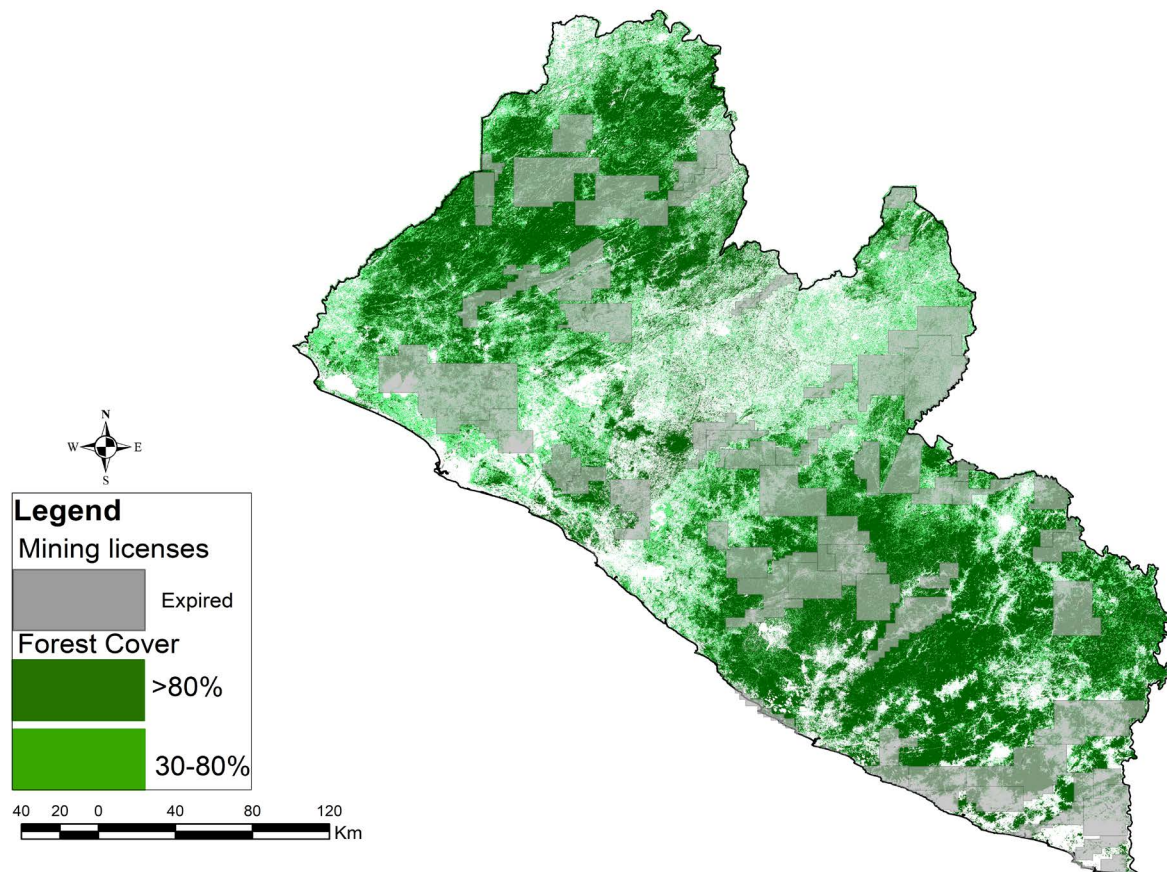 N
W E
S
Legend
Mining licenses
Expired
Forest Cover
>80%
30-80%
40 20 0 40 80 120
Km